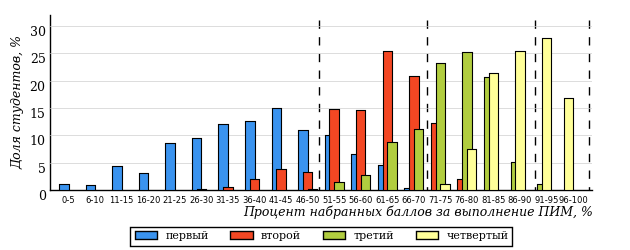 Доля студентов, %
30
25
20
15
10
5
0
0-5 6-10 11-15 16-20 21-25 26-30 31-35 36-40 41-45 46-50 51-55 56-60 61-65 66-70 71-75 76-80 81-85 86-90 91-95 96-100
Процент набранных баллов за выполнение ПИМ, %
первый второй третий четвертый